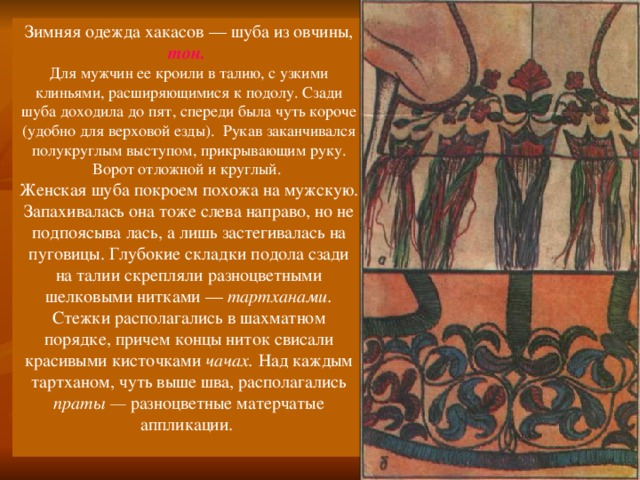 Зимняя одежда хакасов — шуба из овчины,
тон.
Для мужчин ее кроили в талию, с узкими
клиньями, расширяющимися к подолу. Сзади
шуба доходила до пят, спереди была чуть короче
(удобно для верховой езды). Рукав заканчивался
полукруглым выступом, прикрывающим руку.
Ворот отложной и круглый.
Женская шуба покроем похожа на мужскую.
Запахивалась она тоже слева направо, но не
подпоясыва лась, а лишь застегивалась на
пуговицы. Глубокие складки подола сзади
на талии скрепляли разноцветными
шелковыми нитками — тартханами.
Стежки располагались в шахматном
порядке, причем концы ниток свисали
красивыми кисточками чачах. Над каждым
тартханом, чуть выше шва, располагались
праты — разноцветные матерчатые
аппликации.
а
б